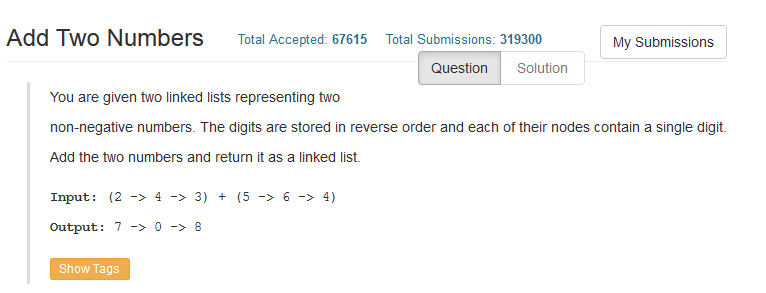 Add Two Numbers Total Accepted: 67615 Total Submissions: 319300 My Submissions
Question Solution
You are given two linked lists representing two
non-negative numbers. The digits are stored in reverse order and each of their nodes contain a single digit.
Add the two numbers and return it as a linked list.
Input: (2 -> 4 -> 3) + (5 -> 6 -> 4)
Output: 7 -> 0 -> 8
Show Tags